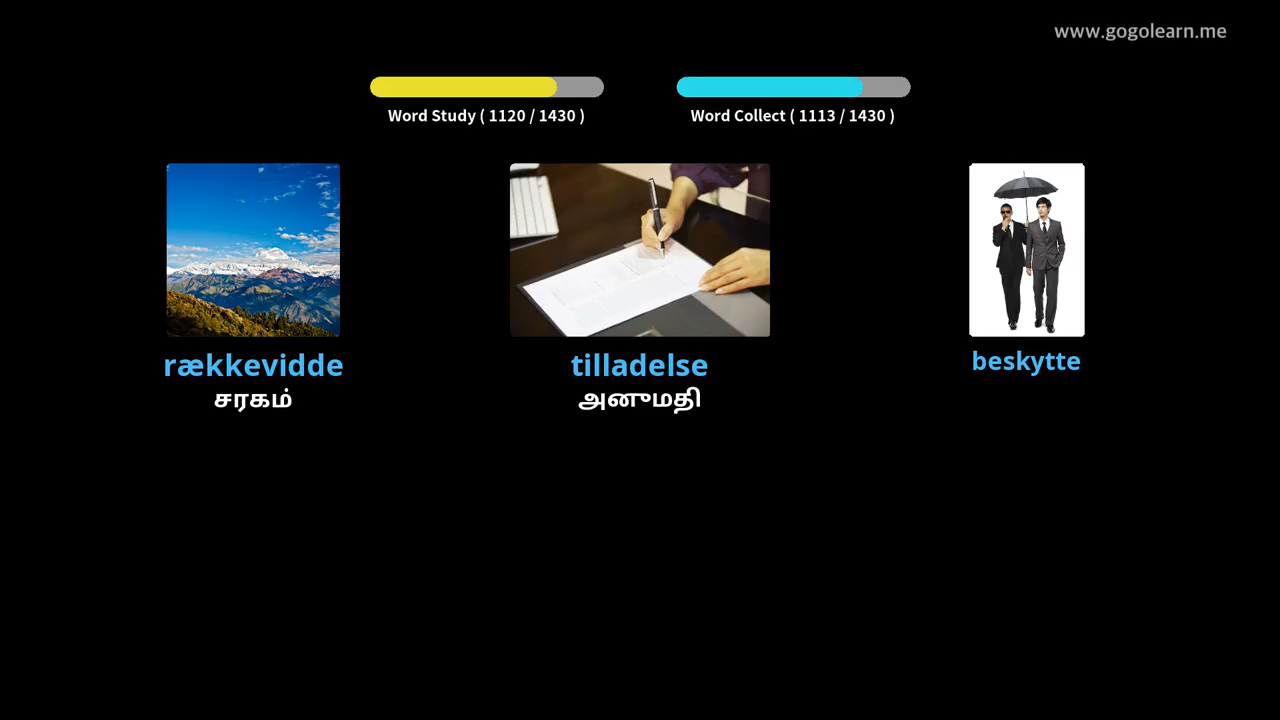 www.gogolearn.me
Word Study ( 1120 / 1430 )
Word Collect ( 1113 / 1430 )
rækkevidde
சரகம்
tilladelse
அனுமதி
beskytte